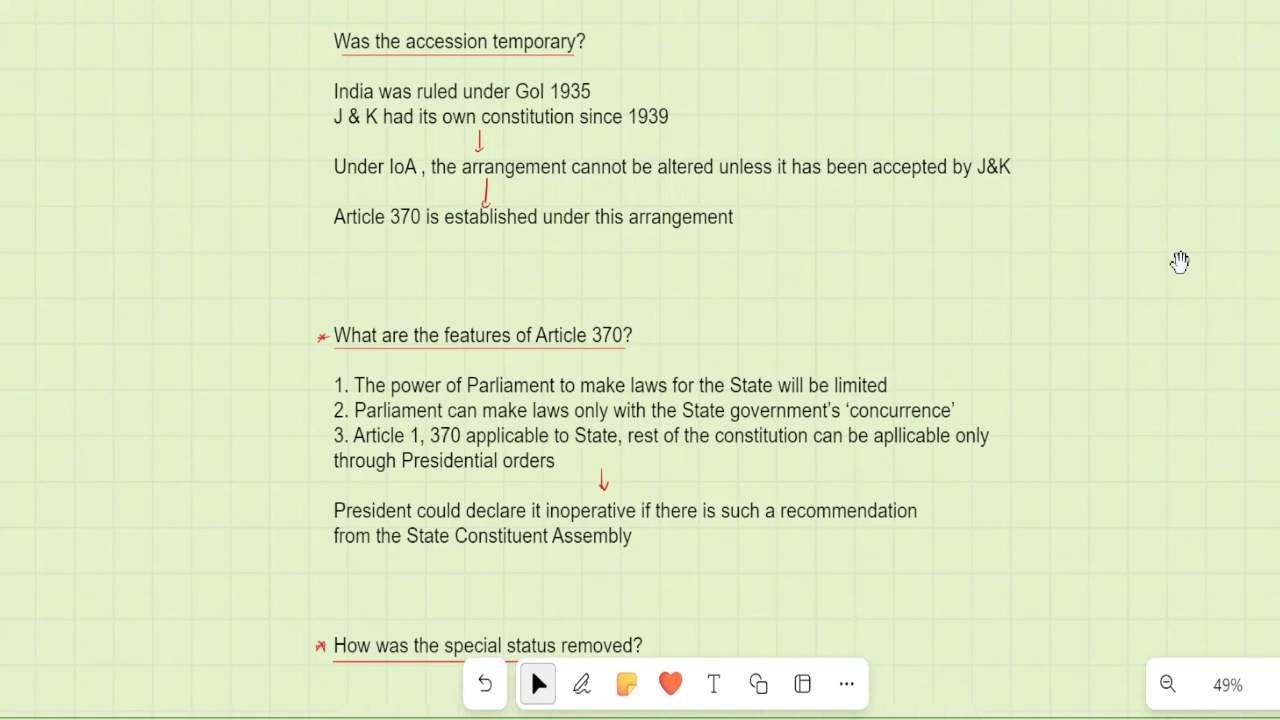 Was the accession temporary?
India was ruled under GoI 1935
J & K had its own constitution since 1939
Under IoA , the arrangement cannot be altered unless it has been accepted by J&K
Article 370 is established under this arrangement
What are the features of Article 370?
1. The power of Parliament to make laws for the State will be limited
2. Parliament can make laws only with the State government’s ‘concurrence’
3. Article 1, 370 applicable to State, rest of the constitution can be apllicable only
through Presidential orders
President could declare it inoperative if there is such a recommendation
from the State Constituent Assembly
How was the special status removed?
T
49%